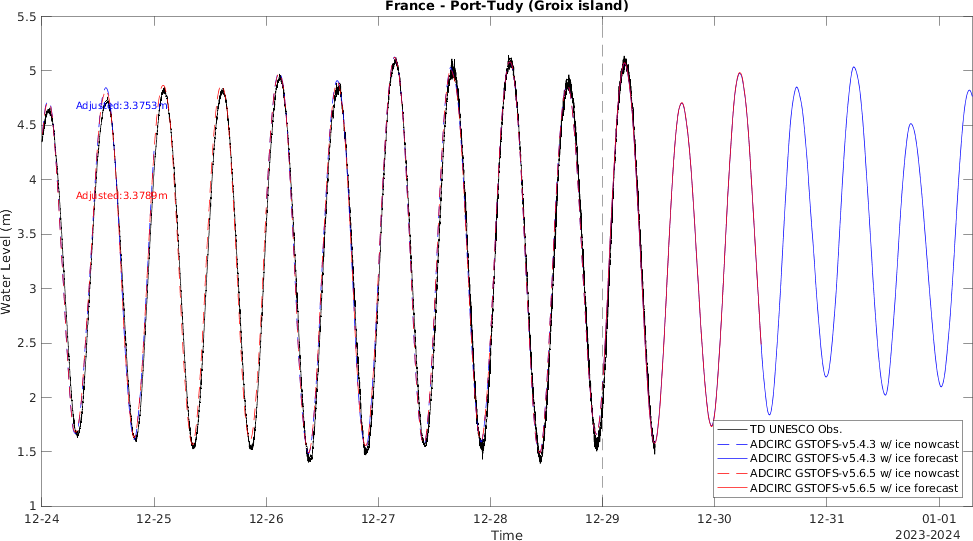 France - Port-Tudy (Groix island)
5.5
5
4.5
4
3.5
3
2.5
2
1.5
1
Water Level (m)
Adjusted:3.3753m
Adjusted:3.3789m
TD UNESCO Obs.
ADCIRC GSTOFS-v5.4.3 w/ ice nowcast
ADCIRC GSTOFS-v5.4.3 w/ ice forecast
ADCIRC GSTOFS-v5.6.5 w/ ice nowcast
ADCIRC GSTOFS-v5.6.5 w/ ice forecast
12-24 12-25 12-26 12-27 12-28 12-29 12-30 12-31 01-01
Time
2023-2024